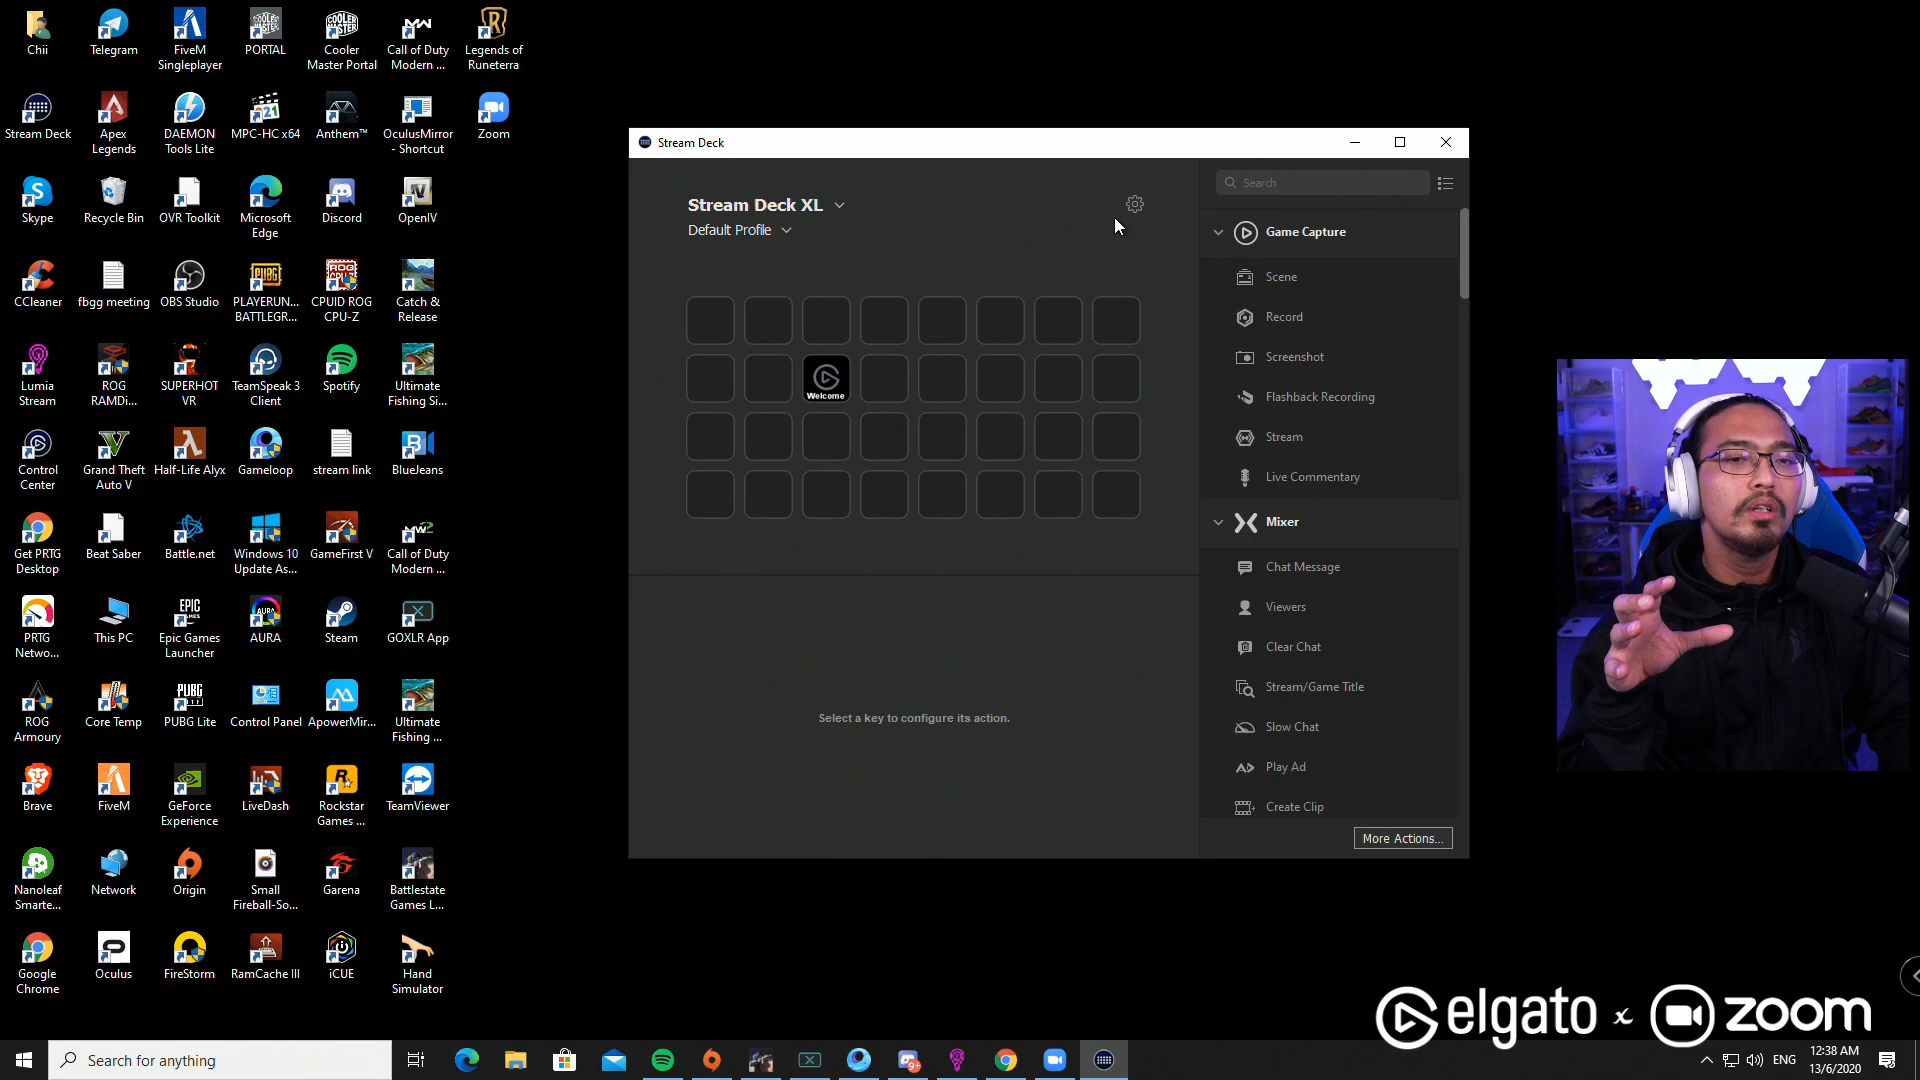 Chii
Telegram
FiveM
Singleplayer
PORTAL
Cooler
Master Portal
Call of Duty
Modern ...
Legends of
Runeterra
Stream Deck
Apex
Legends
DAEMON
Tools Lite
MPC-HC x64
Anthem™
OculusMirror
- Shortcut
Zoom
Skype
Recycle Bin
OVR Toolkit
Microsoft
Edge
Discord
OpenIV
CCleaner
fbgg meeting
OBS Studio
PLAYERUN...
BATTLEGR...
CPUID ROG
CPU-Z
Catch &
Release
Lumia
Stream
ROG
RAMDi...
SUPERHOT
VR
TeamSpeak 3
Client
Spotify
Ultimate
Fishing Si...
Control
Center
Grand Theft
Auto V
Half-Life Alyx
Gameloop
stream link
BlueJeans
Get PRTG
Desktop
Beat Saber
Battle.net
Windows 10
Update As...
GameFirst V
Call of Duty
Modern ...
PRTG
Netwo...
This PC
Epic Games
Launcher
AURA
Steam
GOXLR App
ROG
Armoury
Core Temp
PUBG Lite
Control Panel
ApowerMir...
Ultimate
Fishing ...
Brave
FiveM
GeForce
Experience
LiveDash
Rockstar
Games ...
TeamViewer
Nanoleaf
Smarte...
Network
Origin
Small
Fireball-So...
Garena
Battlestate
Games L...
Google
Chrome
Oculus
FireStorm
RamCache III
iCUE
Hand
Simulator
Stream Deck
Stream Deck XL
Default Profile
Welcome
Select a key to configure its action.
Search
Game Capture
Scene
Record
Screenshot
Flashback Recording
Stream
Live Commentary
Mixer
Chat Message
Viewers
Clear Chat
Stream/Game Title
Slow Chat
Play Ad
Create Clip
More Actions...
elgato x zoom
Search for anything
ENG
12:38 AM
13/6/2020